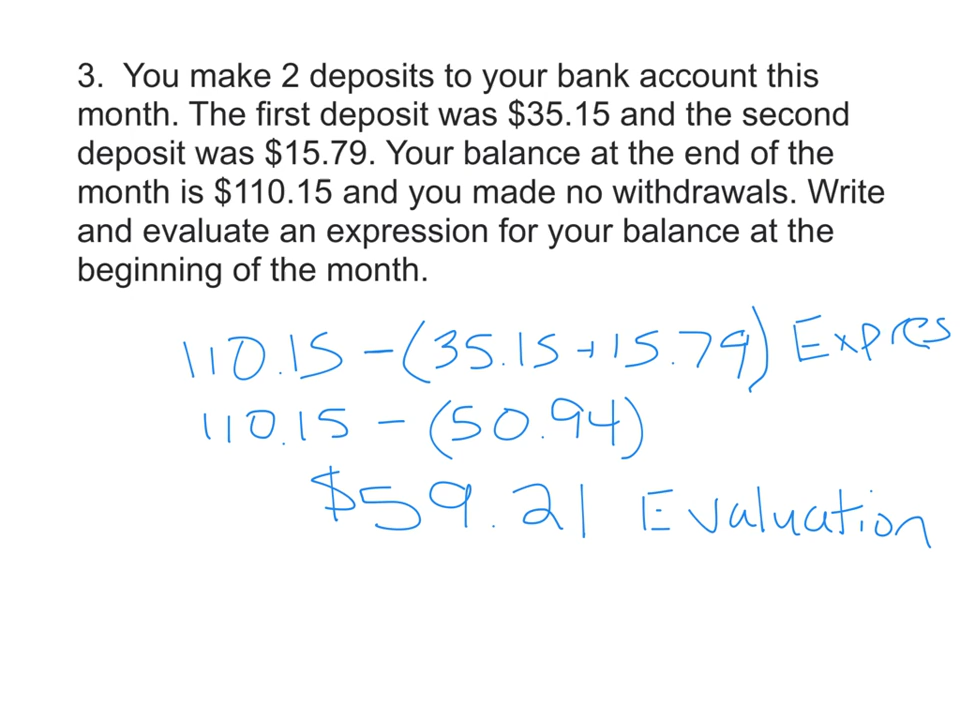 3. You make 2 deposits to your bank account this
month. The first deposit was $35.15 and the second
deposit was $15.79. Your balance at the end of the
month is $110.15 and you made no withdrawals. Write
and evaluate an expression for your balance at the
beginning of the month.
110.15 - (35.15 + 15.79) Expres
110.15 - (50.94)
$59.21 Evaluation